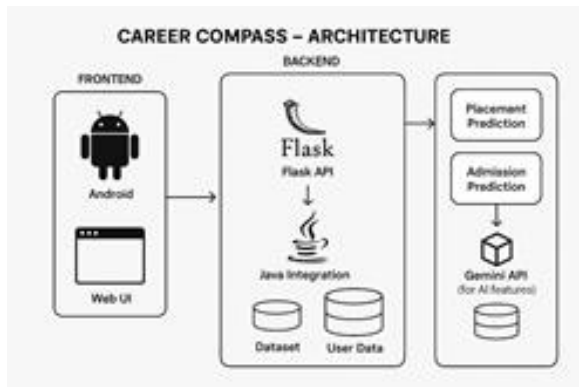 CAREER COMPASS – ARCHITECTURE
FRONTEND
Android
Web UI
BACKEND
Flask
Flask API
Java Integration
Dataset
User Data
Placement
Prediction
Admission
Prediction
Gemini API
(for AI features)